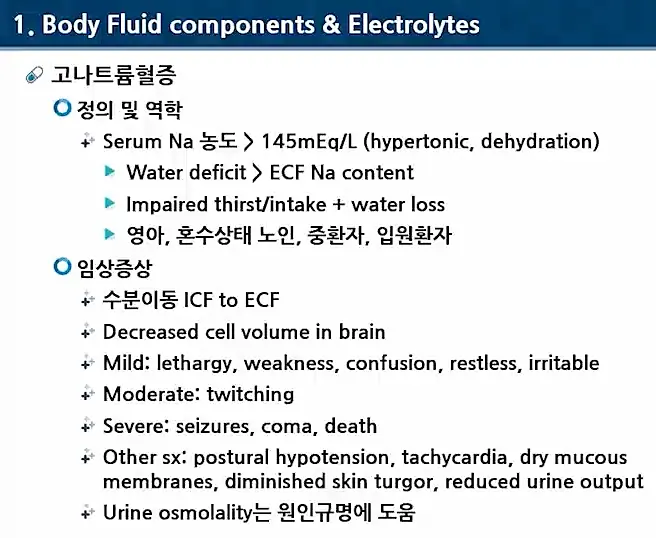 1. Body Fluid components & Electrolytes
고나트륨혈증
정의 및 역학
Serum Na 농도 > 145mEq/L (hypertonic, dehydration)
Water deficit > ECF Na content
Impaired thirst/intake + water loss
영아, 혼수상태 노인, 중환자, 입원환자
임상증상
수분이동 ICF to ECF
Decreased cell volume in brain
Mild: lethargy, weakness, confusion, restless, irritable
Moderate: twitching
Severe: seizures, coma, death
Other sx: postural hypotension, tachycardia, dry mucous
membranes, diminished skin turgor, reduced urine output
Urine osmolality는 원인규명에 도움